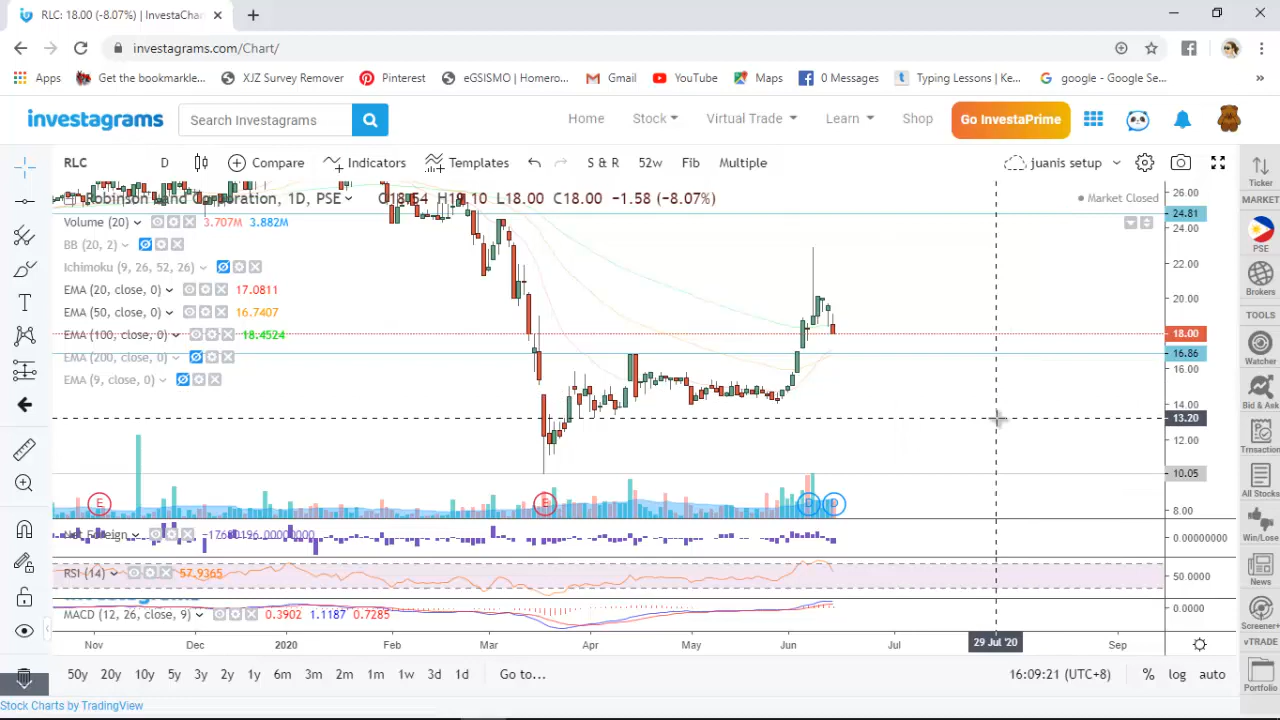 RLC: 18.00 (-8.07%) | InvestaChar
investagrams.com/Chart/
Apps Get the bookmarkle... XJZ Survey Remover Pinterest eGSISMO | Homero... Gmail YouTube Maps 0 Messages Typing Lessons | Ke... google - Google Se... »
investagrams Search Investagrams Home Stock Virtual Trade Learn Shop Go InvestaPrime
RLC D Compare Indicators Templates S & R 52w Fib Multiple juanis setup
Robinson Land Corporation, 1D, PSE O18.54 H19.10 L18.00 C18.00 −1.58 (−8.07%)
Market Closed
Volume (20) 3.707M 3.882M
BB (20, 2)
Ichimoku (9, 26, 52, 26)
EMA (20, close, 0) 17.0811
EMA (50, close, 0) 16.7407
EMA (100, close, 0) 18.4524
EMA (200, close, 0)
EMA (9, close, 0)
26.00
24.81
24.00
22.00
20.00
18.00
16.86
16.00
14.00
13.20
12.00
10.05
8.00
E E D D
Net Foreign −17600196.00000000 0.00000000
RSI (14) 57.9365 50.0000
MACD (12, 26, close, 9) 0.3902 1.1187 0.7285 0.0000
Nov Dec 2020 Feb Mar Apr May Jun Jul 29 Jul '20 Sep
50y 20y 10y 5y 3y 2y 1y 6m 3m 2m 1m 1w 3d 1d Go to... 16:09:21 (UTC+8) % log auto
Stock Charts by TradingView
Ticker
MARKET
PSE
Brokers
TOOLS
Watcher
Bid & Ask
Trnsaction
All Stocks
Win/Lose
News
Screener+
vTRADE
Portfolio